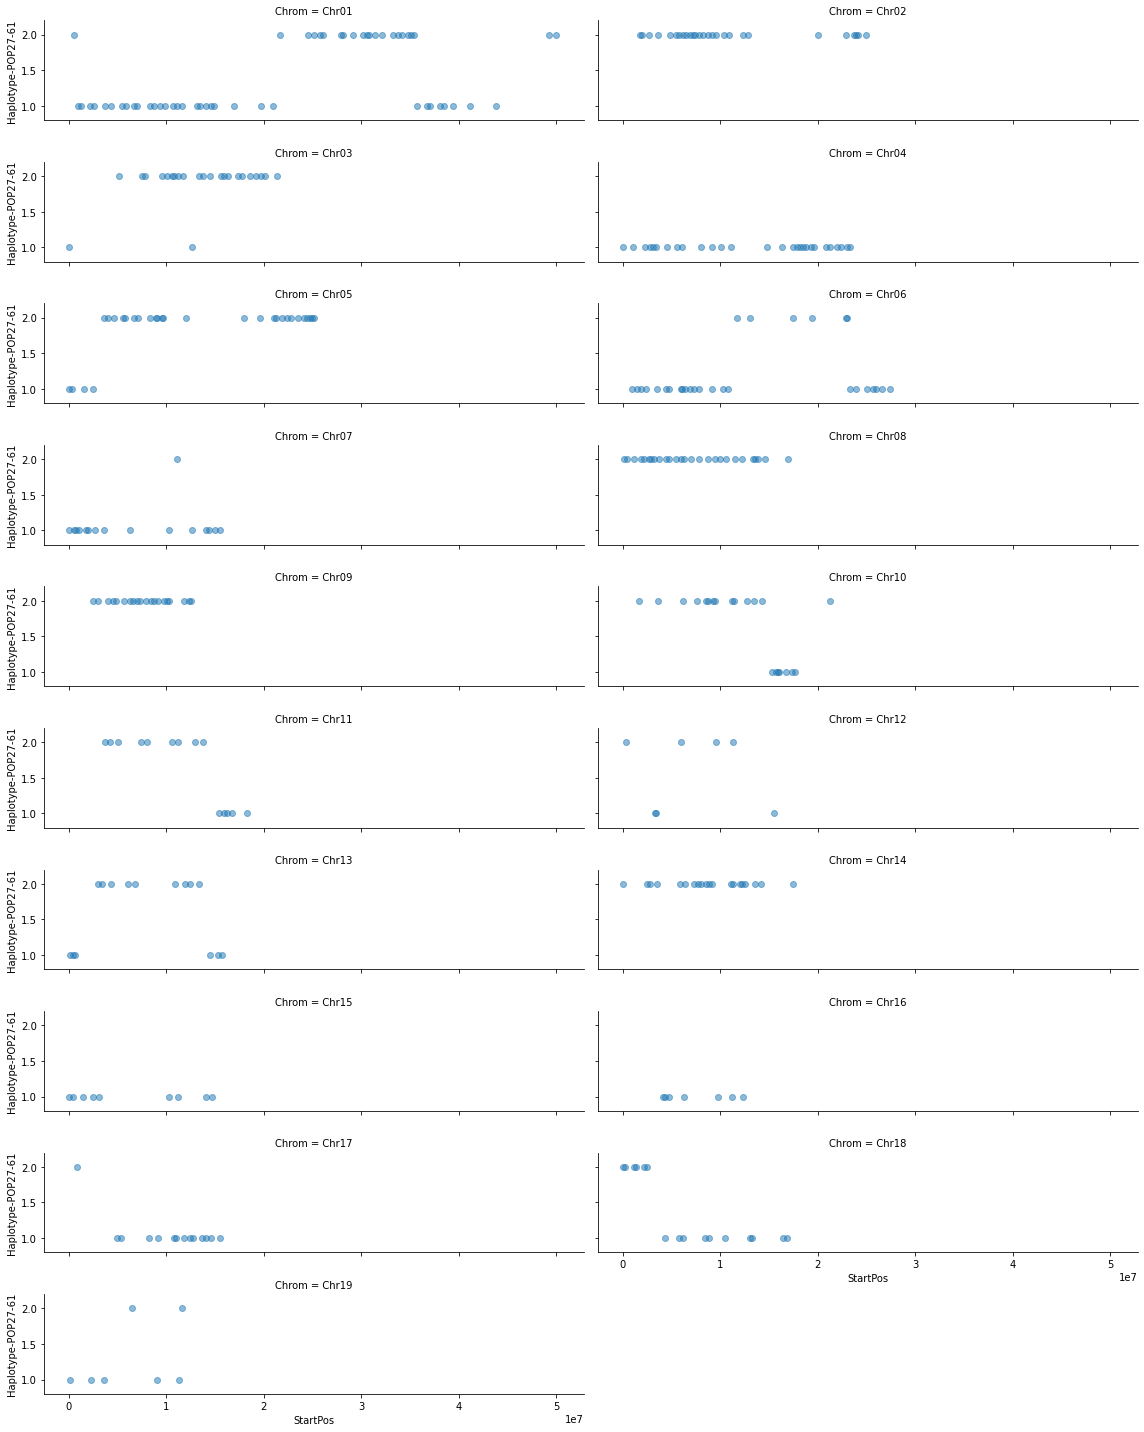 Chrom = Chr01
Chrom = Chr02
Haplotype-POP27-61
2.0
1.5
1.0
Chrom = Chr03
Chrom = Chr04
Haplotype-POP27-61
2.0
1.5
1.0
Chrom = Chr05
Chrom = Chr06
Haplotype-POP27-61
2.0
1.5
1.0
Chrom = Chr07
Chrom = Chr08
Haplotype-POP27-61
2.0
1.5
1.0
Chrom = Chr09
Chrom = Chr10
Haplotype-POP27-61
2.0
1.5
1.0
Chrom = Chr11
Chrom = Chr12
Haplotype-POP27-61
2.0
1.5
1.0
Chrom = Chr13
Chrom = Chr14
Haplotype-POP27-61
2.0
1.5
1.0
Chrom = Chr15
Chrom = Chr16
Haplotype-POP27-61
2.0
1.5
1.0
Chrom = Chr17
Chrom = Chr18
Haplotype-POP27-61
2.0
1.5
1.0
0 1 2 3 4 5
StartPos
1e7
Chrom = Chr19
Haplotype-POP27-61
2.0
1.5
1.0
0 1 2 3 4 5
StartPos
1e7